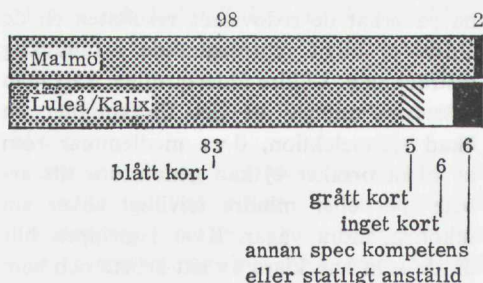 98 2
Malmö
Luleå/Kalix
83 5 6 6
blått kort
grått kort
inget kort
annan spec kompetens
eller statligt anställd